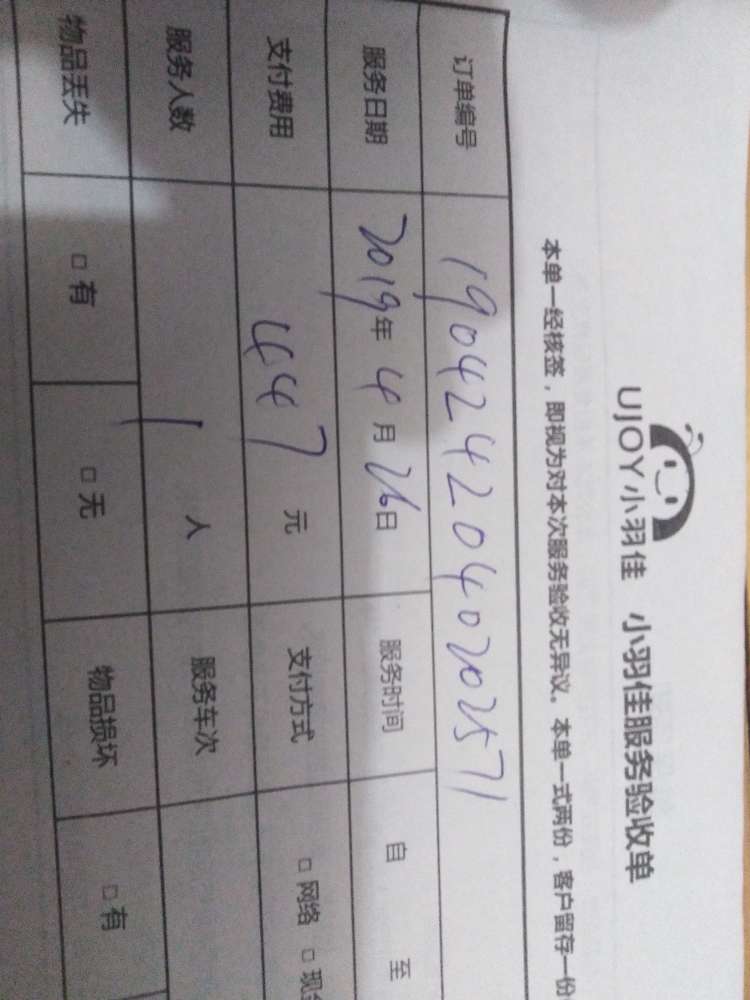 UJOY小羽佳 小羽佳服务验收单
本单一经核签，即视为对本次服务验收无异议。本单一式两份，客户留存一份
订单编号 1904242040202571
服务日期 2019年4月26日 服务时间 自 至
支付费用 447元 支付方式 □网络 □现
服务人数 1人 服务车次
物品丢失 □有 □无 物品损坏 □有